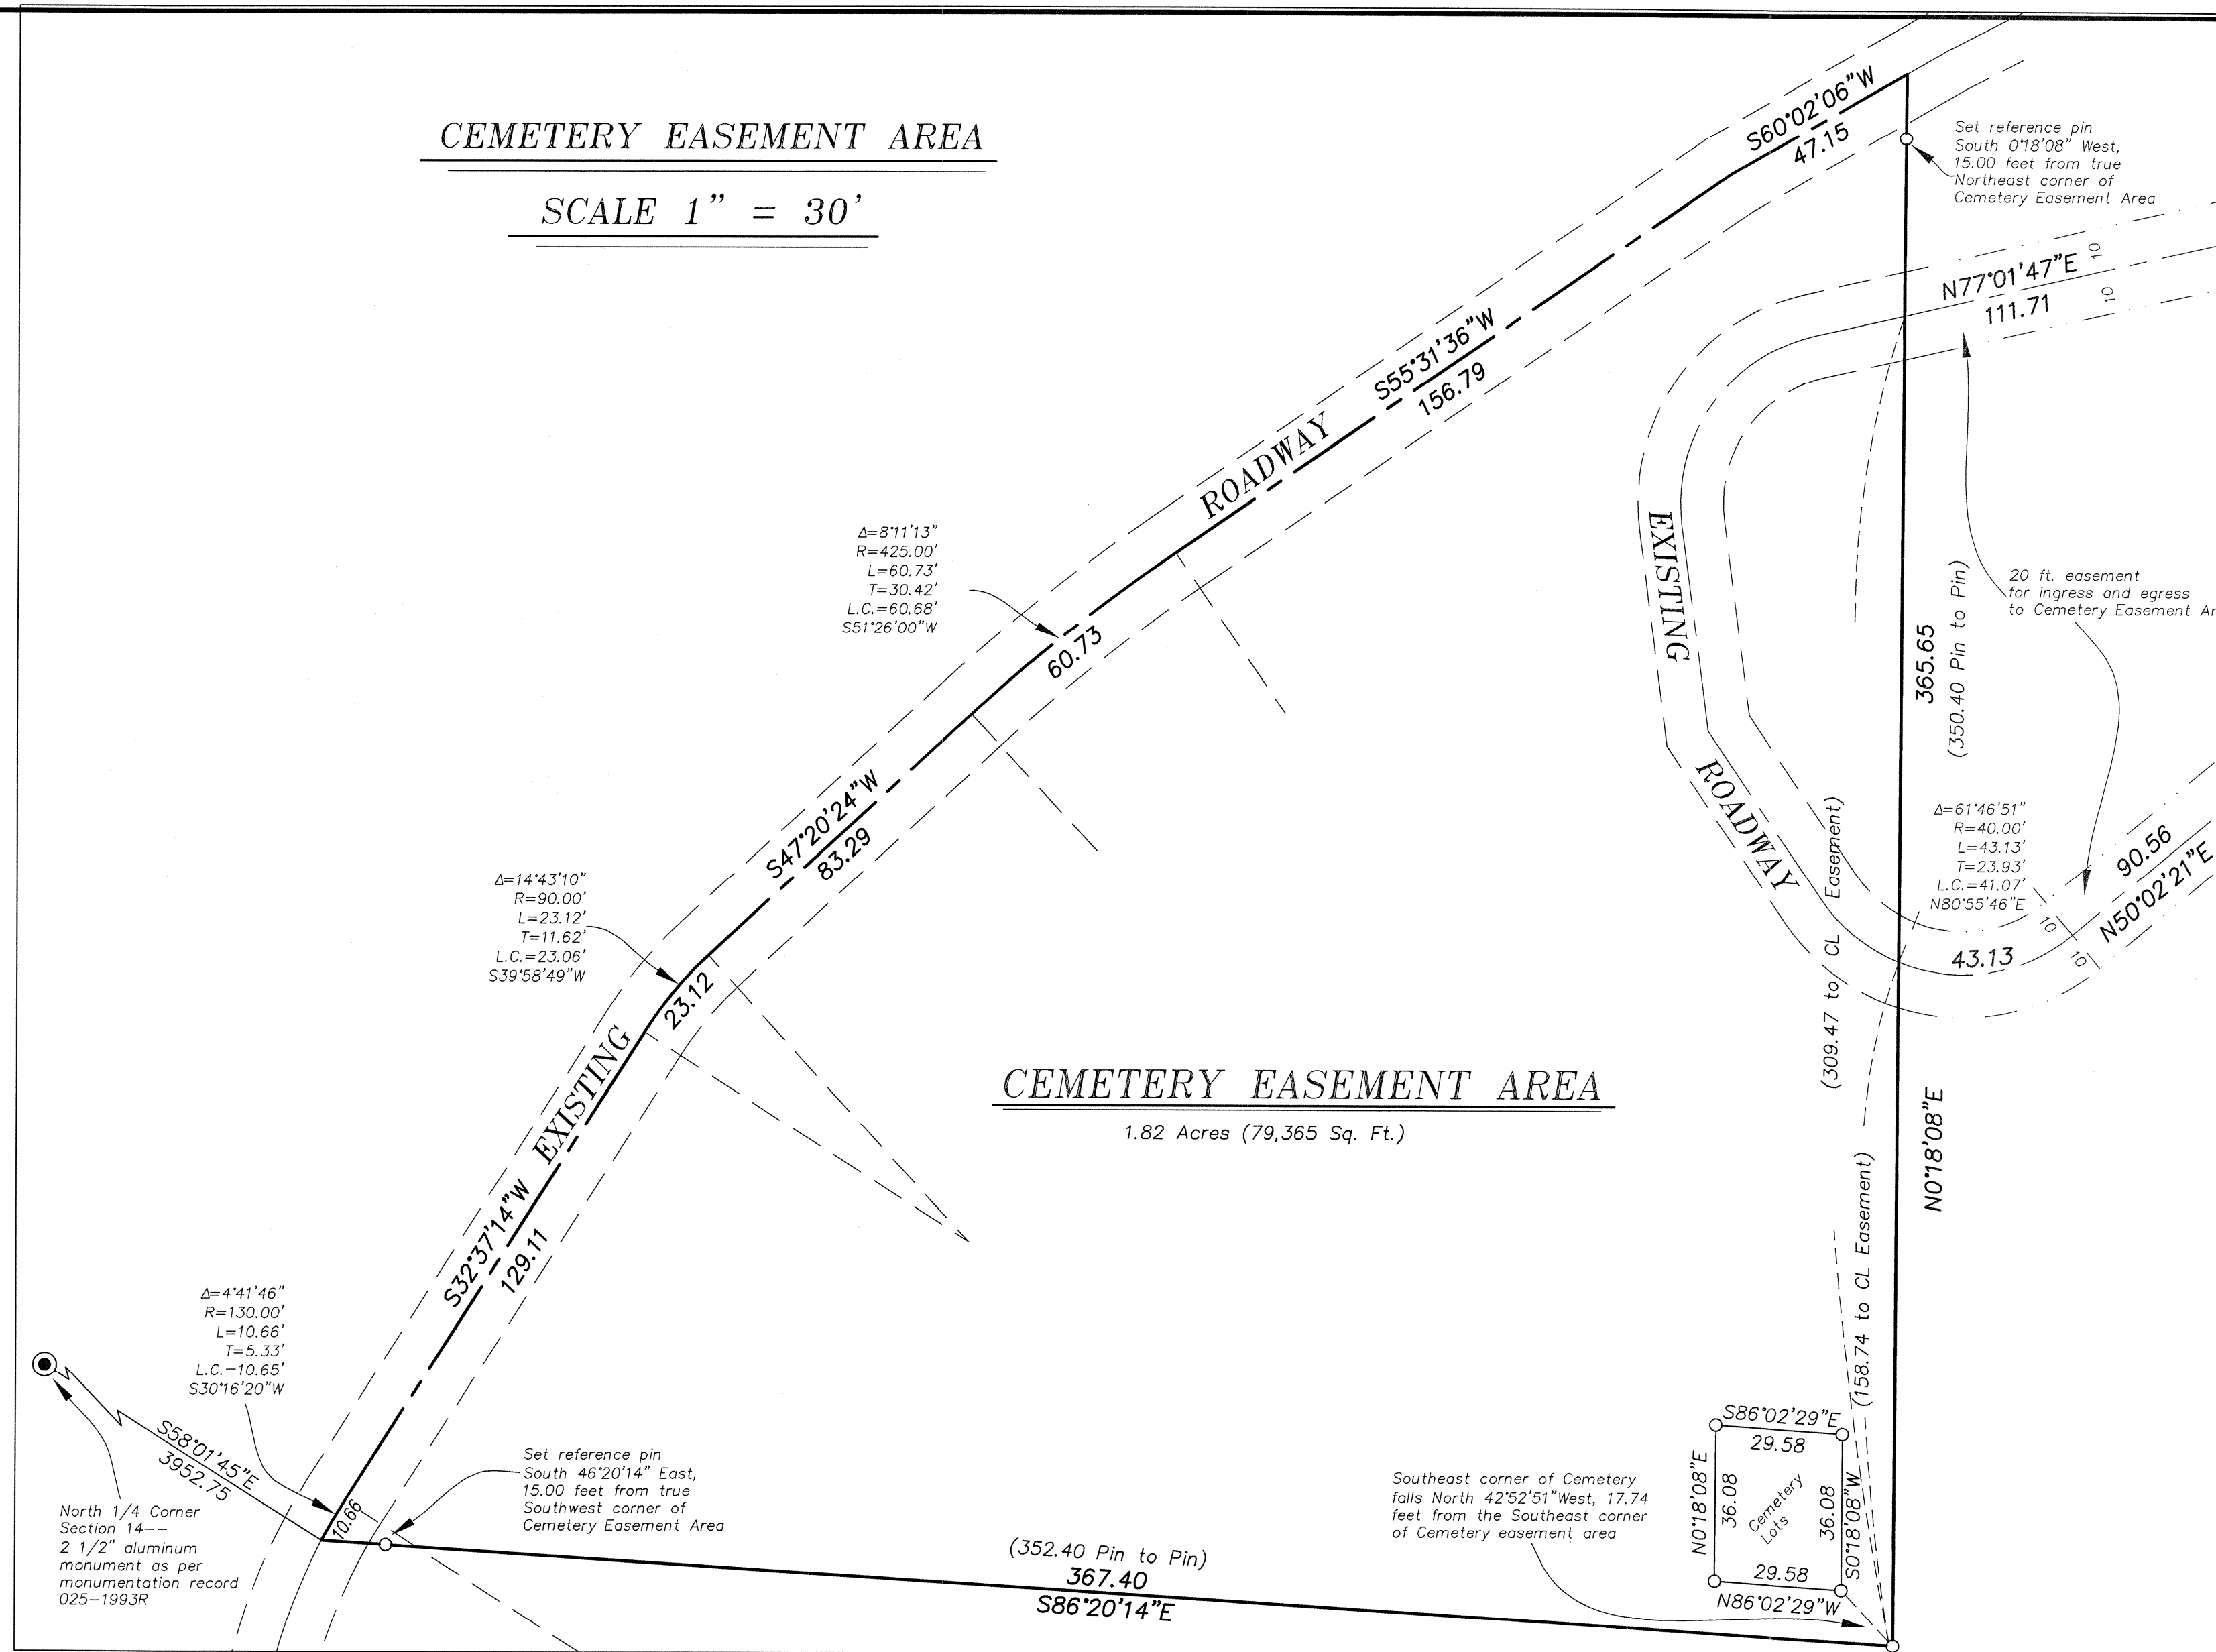 CEMETERY EASEMENT AREA
SCALE 1" = 30'
S60°02'06"W
47.15
Set reference pin
South 0°18'08" West,
15.00 feet from true
Northeast corner of
Cemetery Easement Area
N77°01'47"E
111.71
10
10
S55°31'36"W
156.79
ROADWAY
EXISTING
ROADWAY
Δ=8°11'13"
R=425.00'
L=60.73'
T=30.42'
L.C.=60.68'
S51°26'00"W
60.73
365.65
(350.40 Pin to Pin)
20 ft. easement
for ingress and egress
to Cemetery Easement Ar
S47°20'24"W
83.29
Δ=14°43'10"
R=90.00'
L=23.12'
T=11.62'
L.C.=23.06'
S39°58'49"W
23.12
Δ=61°46'51"
R=40.00'
L=43.13'
T=23.93'
L.C.=41.07'
N80°55'46"E
90.56
N50°02'21"E
10
10
43.13
(309.47 to CL Easement)
EXISTING
CEMETERY EASEMENT AREA
1.82 Acres (79,365 Sq. Ft.)
N0°18'08"E
(158.74 to CL Easement)
S32°37'14"W
129.11
Δ=4°41'46"
R=130.00'
L=10.66'
T=5.33'
L.C.=10.65'
S30°16'20"W
10.66
S58°01'45"E
3952.75
North 1/4 Corner
Section 14--
2 1/2" aluminum
monument as per
monumentation record
025-1993R
Set reference pin
South 46°20'14" East,
15.00 feet from true
Southwest corner of
Cemetery Easement Area
(352.40 Pin to Pin)
367.40
S86°20'14"E
Southeast corner of Cemetery
falls North 42°52'51"West, 17.74
feet from the Southeast corner
of Cemetery easement area
S86°02'29"E
29.58
N0°18'08"E
36.08
Cemetery
Lots
36.08
S0°18'08"W
29.58
N86°02'29"W